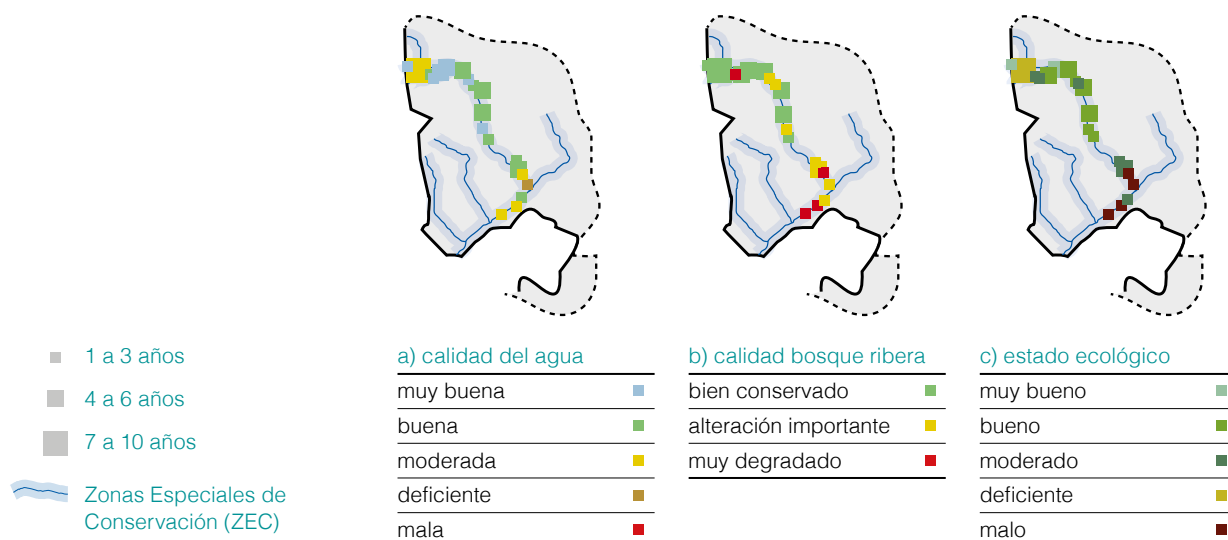 1 a 3 años
4 a 6 años
7 a 10 años
Zonas Especiales de
Conservación (ZEC)
a) calidad del agua
muy buena
buena
moderada
deficiente
mala
b) calidad bosque ribera
bien conservado
alteración importante
muy degradado
c) estado ecológico
muy bueno
bueno
moderado
deficiente
malo